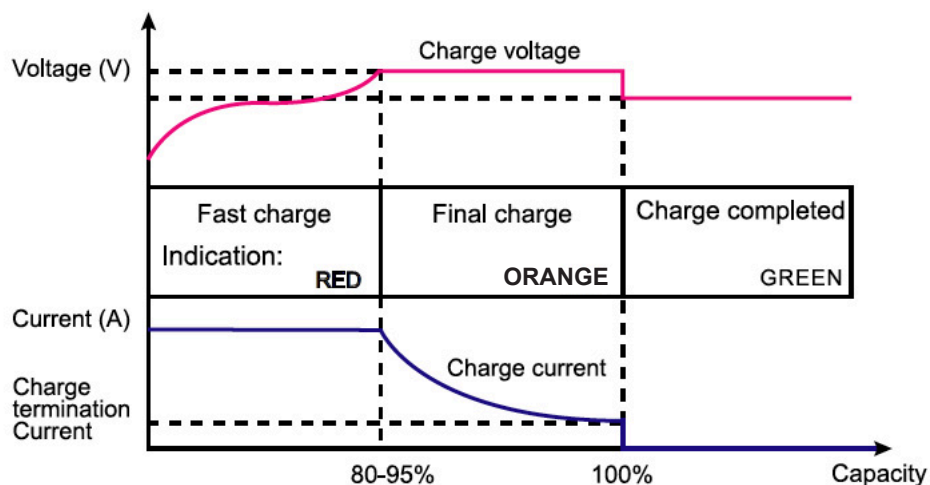 Voltage (V)
Charge voltage
Fast charge
Indication:
RED
Final charge
ORANGE
Charge completed
GREEN
Current (A)
Charge current
Charge
termination
Current
80-95%
100%
Capacity